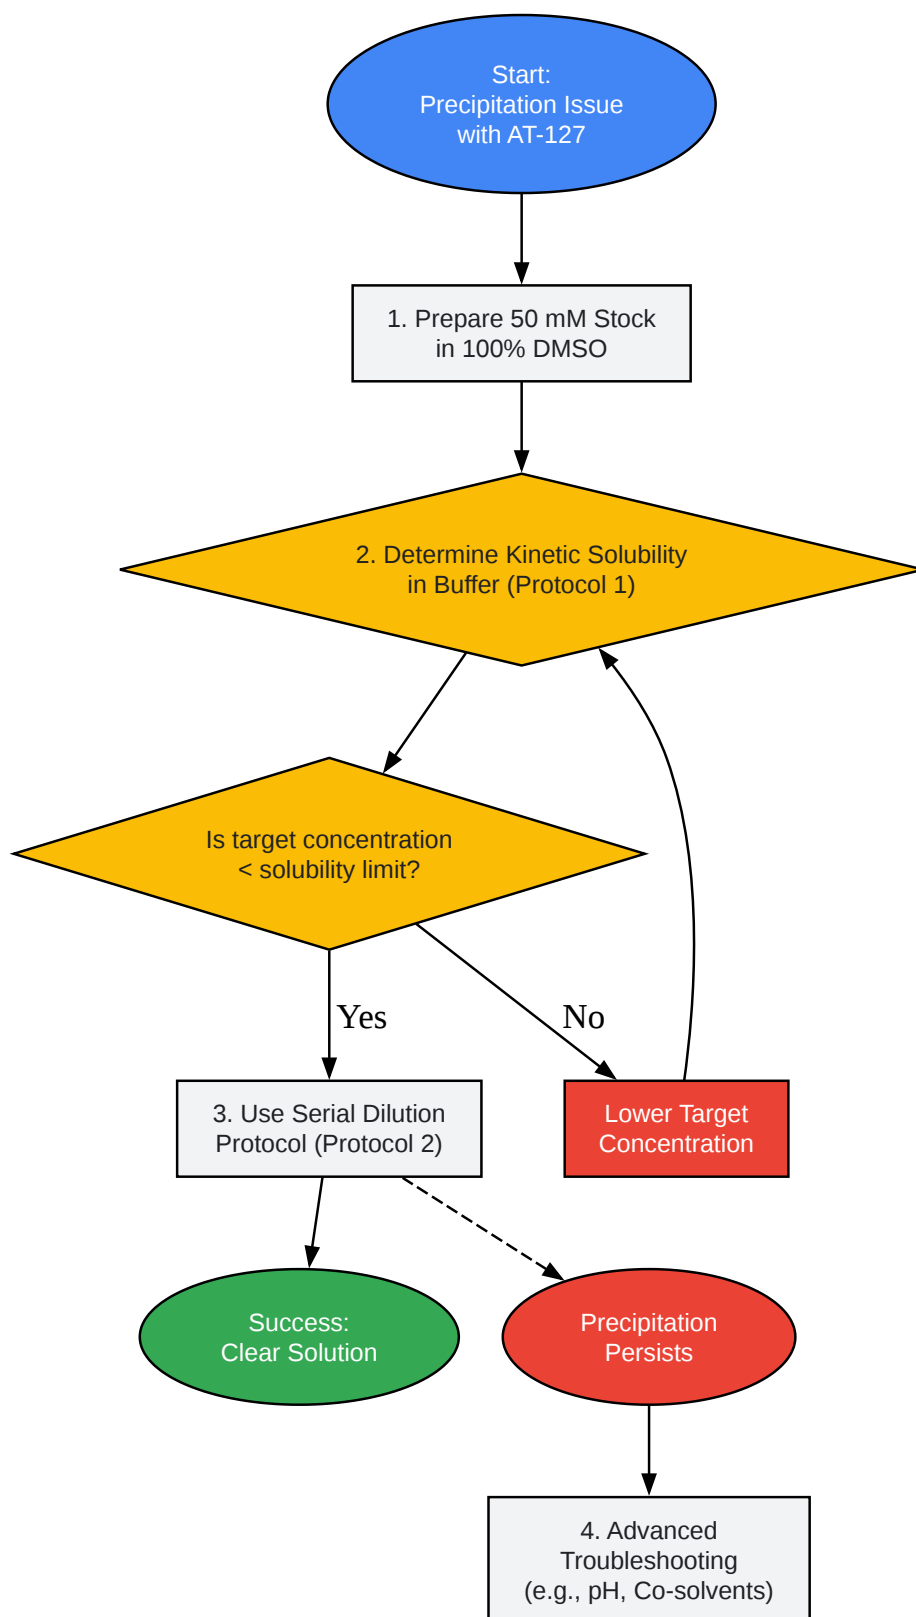 Start:
Precipitation Issue
with AT-127
1. Prepare 50 mM Stock
in 100% DMSO
2. Determine Kinetic Solubility
in Buffer (Protocol 1)
Is target concentration
< solubility limit?
Yes
No
3. Use Serial Dilution
Protocol (Protocol 2)
Lower Target
Concentration
Success:
Clear Solution
Precipitation
Persists
4. Advanced
Troubleshooting
(e.g., pH, Co-solvents)